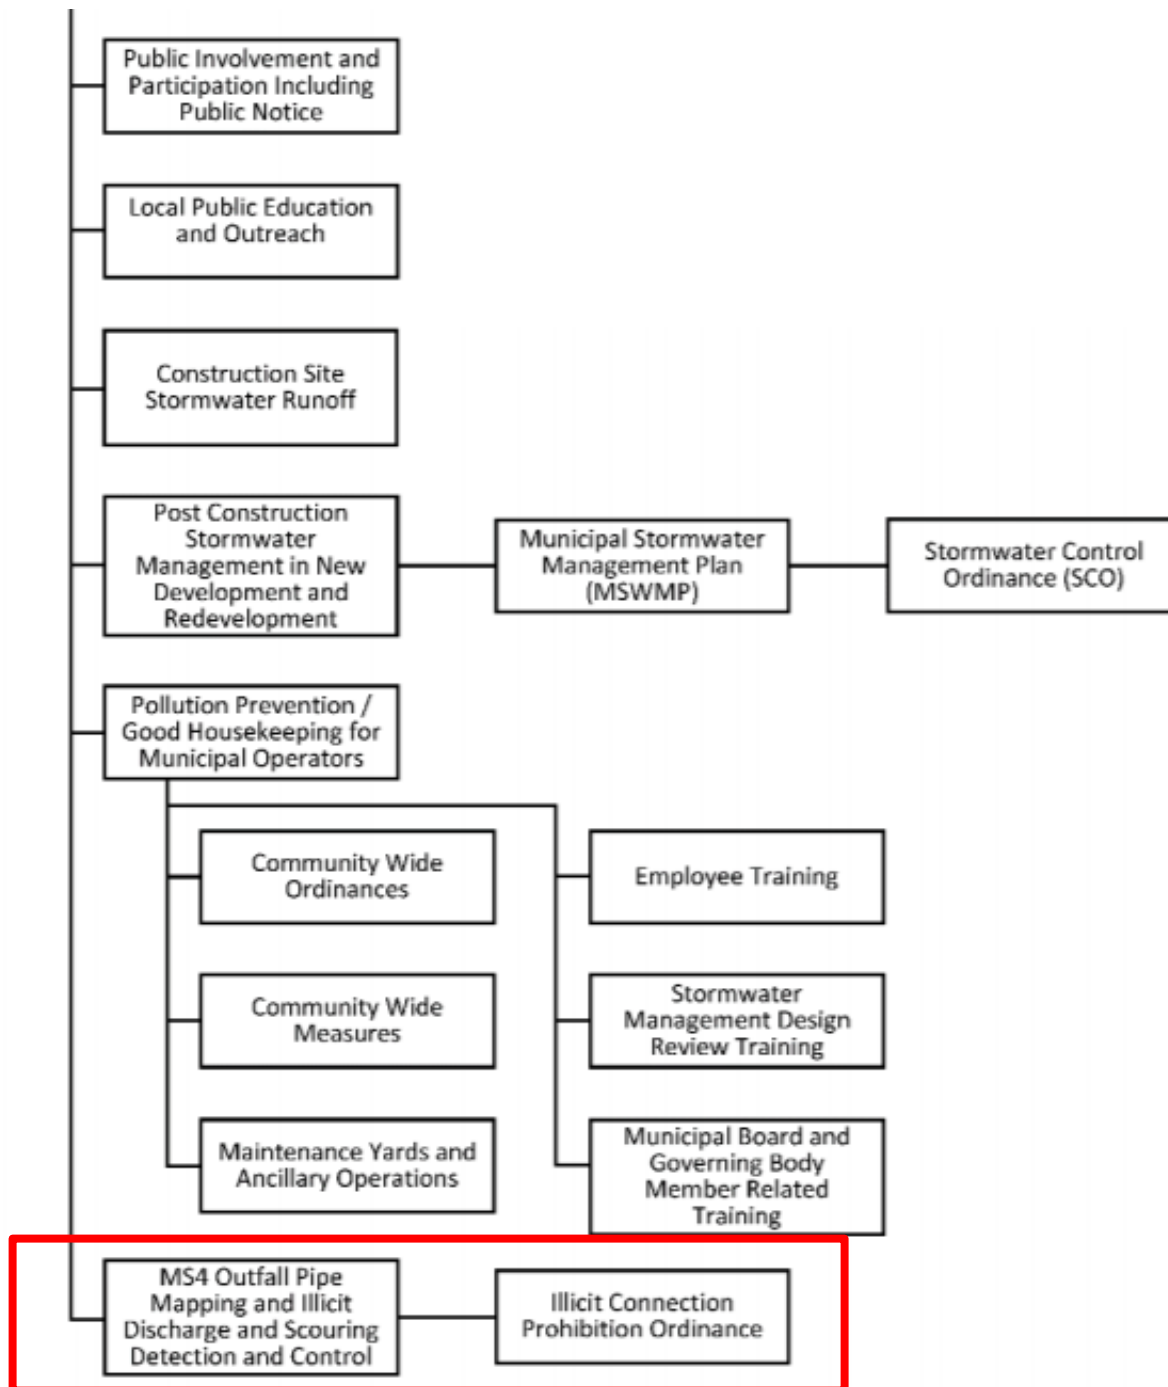 Public Involvement and
Participation Including
Public Notice
Local Public Education
and Outreach
Construction Site
Stormwater Runoff
Post Construction
Stormwater
Management in New
Development and
Redevelopment
Municipal Stormwater
Management Plan
(MSWMP)
Stormwater Control
Ordinance (SCO)
Pollution Prevention /
Good Housekeeping for
Municipal Operators
Community Wide
Ordinances
Employee Training
Community Wide
Measures
Stormwater
Management Design
Review Training
Maintenance Yards and
Ancillary Operations
Municipal Board and
Governing Body
Member Related
Training
MS4 Outfall Pipe
Mapping and Illicit
Discharge and Scouring
Detection and Control
Illicit Connection
Prohibition Ordinance